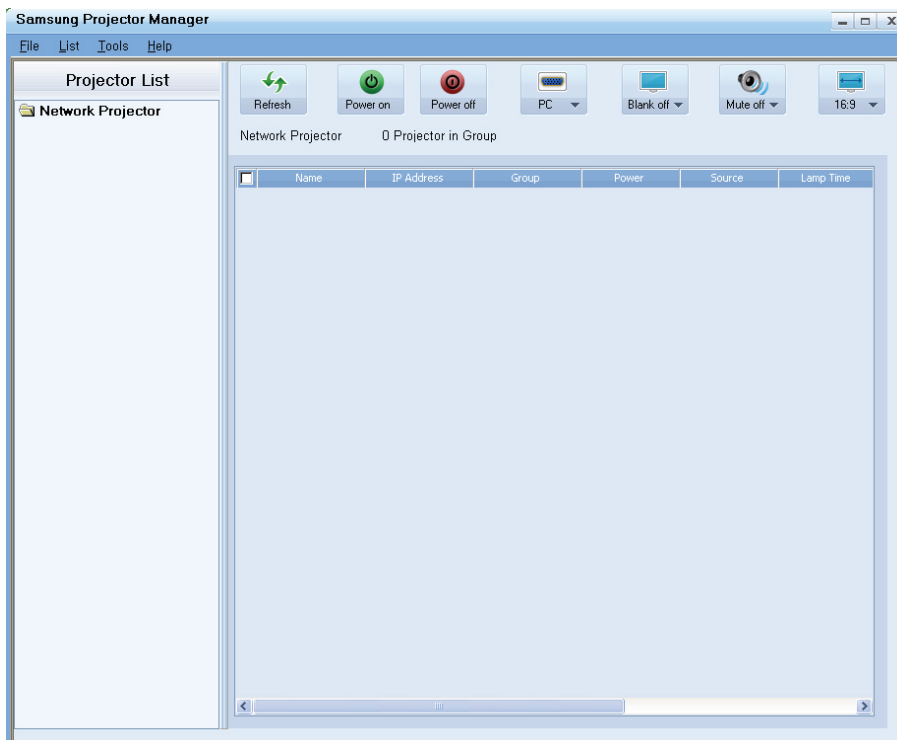 Samsung Projector Manager
File List Tools Help
Projector List
Network Projector
Refresh Power on Power off PC Blank off Mute off 16:9
Network Projector 0 Projector in Group
Name IP Address Group Power Source Lamp Time